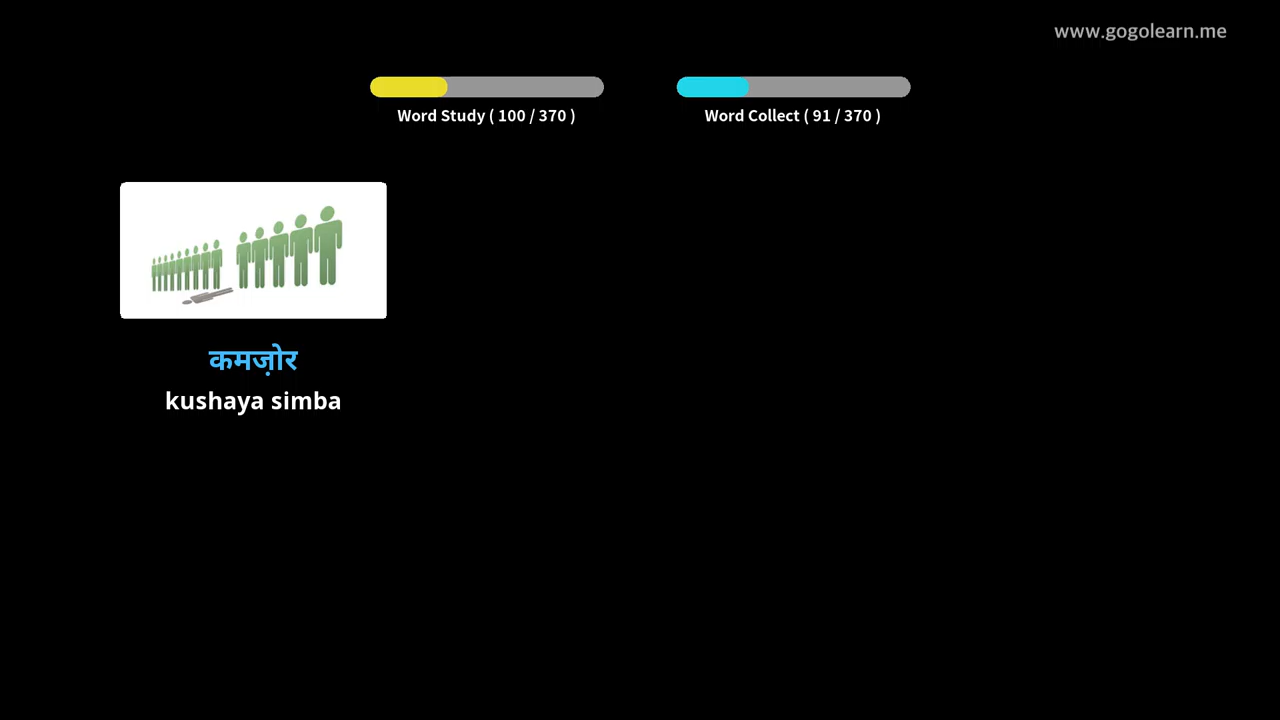 www.gogolearn.me
Word Study ( 100 / 370 )
Word Collect ( 91 / 370 )
कमज़ोर
kushaya simba